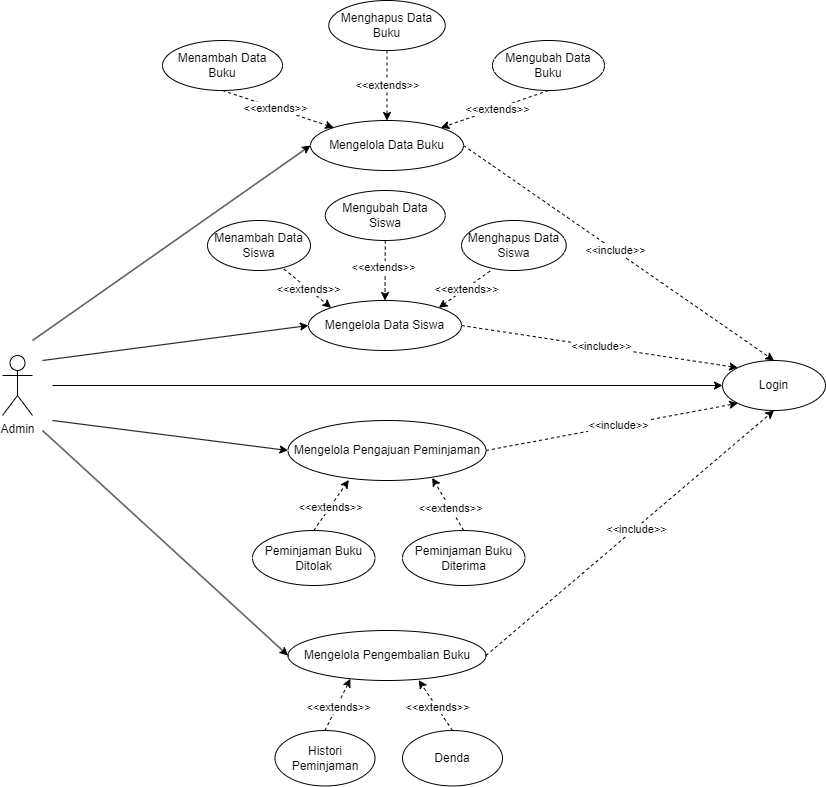 Menghapus Data
Buku
Menambah Data
Buku
Mengubah Data
Buku
<<extends>>
<<extends>>
<<extends>>
Mengelola Data Buku
Mengubah Data
Siswa
Menambah Data
Siswa
Menghapus Data
Siswa
<<include>>
<<extends>>
<<extends>>
<<extends>>
Mengelola Data Siswa
<<include>>
Login
Admin
<<include>>
Mengelola Pengajuan Peminjaman
<<extends>>
<<extends>>
<<include>>
Peminjaman Buku
Ditolak
Peminjaman Buku
Diterima
Mengelola Pengembalian Buku
<<extends>>
<<extends>>
Histori
Peminjaman
Denda